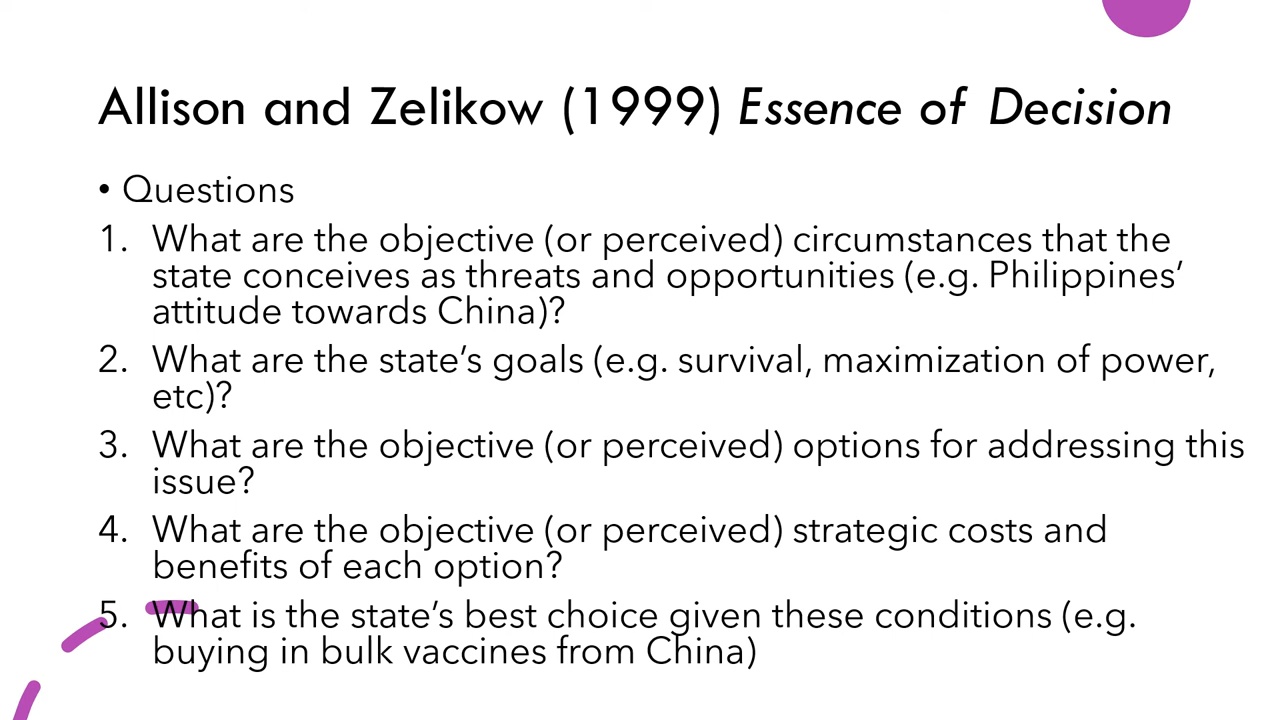 Allison and Zelikow (1999) Essence of Decision
• Questions
1. What are the objective (or perceived) circumstances that the
state conceives as threats and opportunities (e.g. Philippines’
attitude towards China)?
2. What are the state’s goals (e.g. survival, maximization of power,
etc)?
3. What are the objective (or perceived) options for addressing this
issue?
4. What are the objective (or perceived) strategic costs and
benefits of each option?
5. What is the state’s best choice given these conditions (e.g.
buying in bulk vaccines from China)